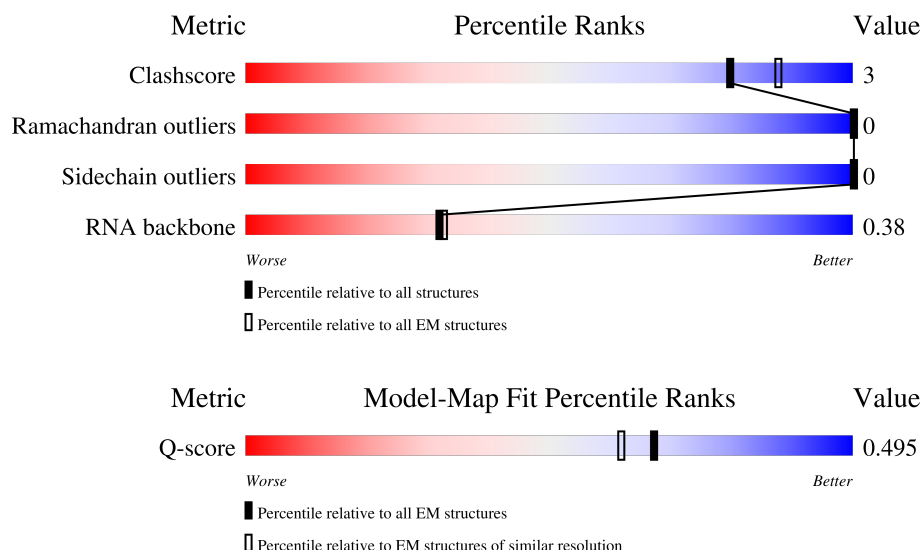 Metric Percentile Ranks Value
Clashscore 3
Ramachandran outliers 0
Sidechain outliers 0
RNA backbone 0.38
Worse Better
Percentile relative to all structures
Percentile relative to all EM structures
Metric Model-Map Fit Percentile Ranks Value
Q-score 0.495
Worse Better
Percentile relative to all EM structures
Percentile relative to EM structures of similar resolution